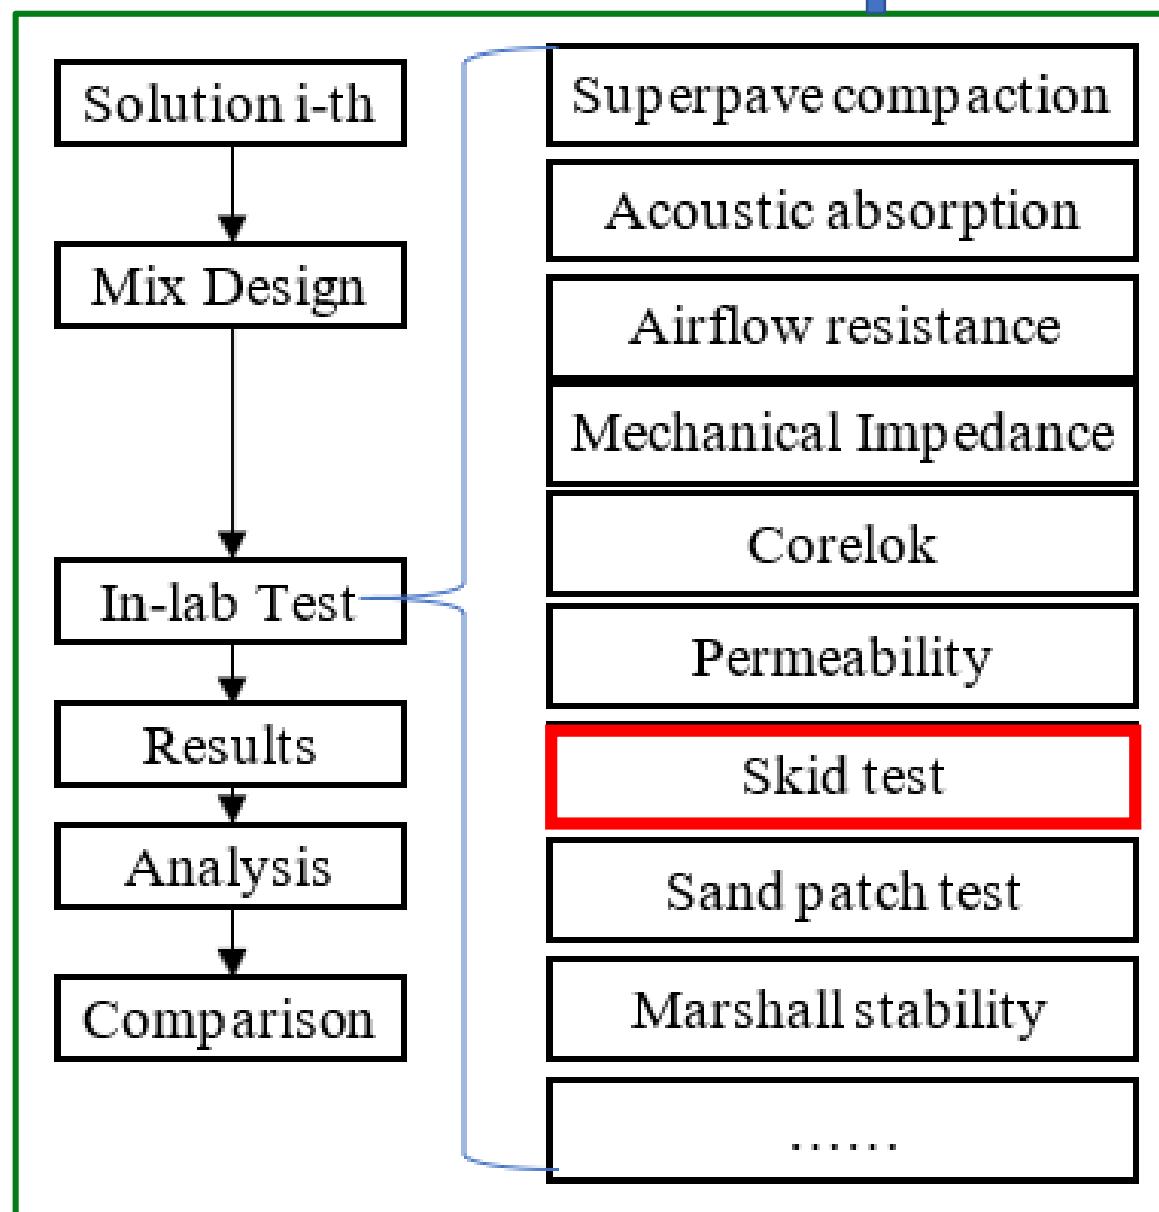 Solution i-th
Mix Design
In-lab Test
Results
Analysis
Comparison
Superpave compaction
Acoustic absorption
Airflow resistance
Mechanical Impedance
Corelok
Permeability
Skid test
Sand patch test
Marshall stability
......